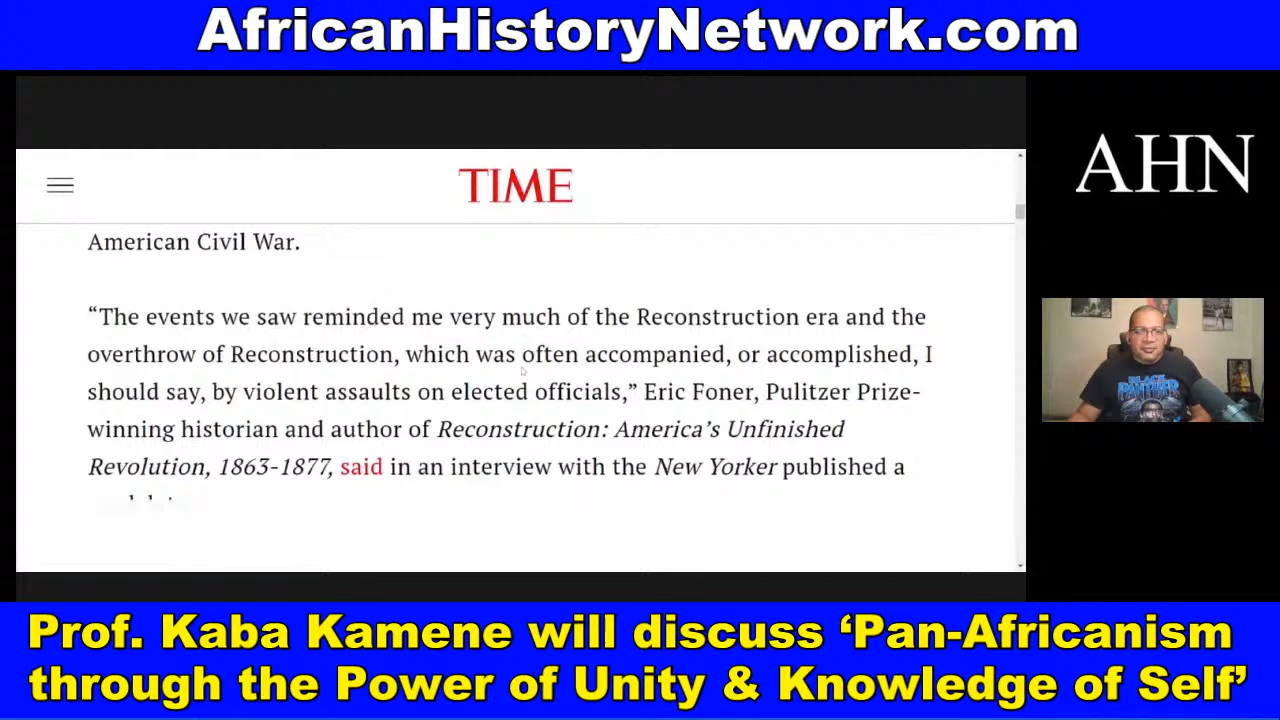 AfricanHistoryNetwork.com
TIME
AHN
American Civil War.
“The events we saw reminded me very much of the Reconstruction era and the
overthrow of Reconstruction, which was often accompanied, or accomplished, I
should say, by violent assaults on elected officials,” Eric Foner, Pulitzer Prize-
winning historian and author of Reconstruction: America’s Unfinished
Revolution, 1863-1877, said in an interview with the New Yorker published a
BLACK
PANTHER
Prof. Kaba Kamene will discuss ‘Pan-Africanism
through the Power of Unity & Knowledge of Self’